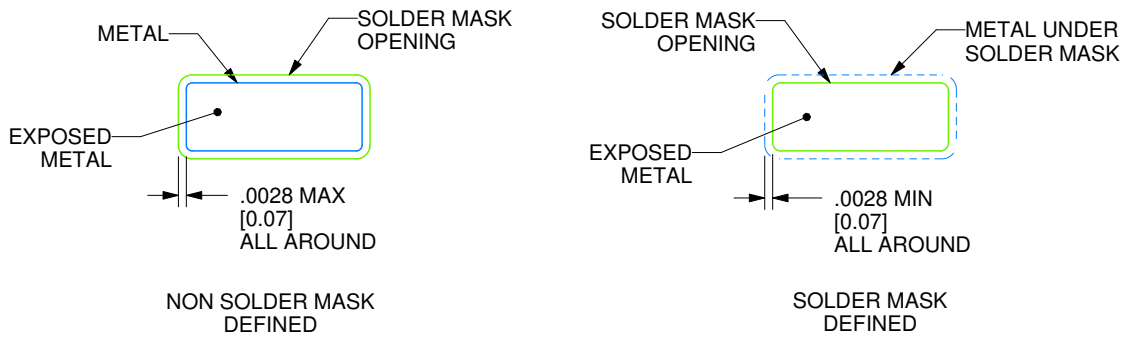 METAL
SOLDER MASK
OPENING
EXPOSED
METAL
.0028 MAX
[0.07]
ALL AROUND
NON SOLDER MASK
DEFINED
SOLDER MASK
OPENING
METAL UNDER
SOLDER MASK
EXPOSED
METAL
.0028 MIN
[0.07]
ALL AROUND
SOLDER MASK
DEFINED